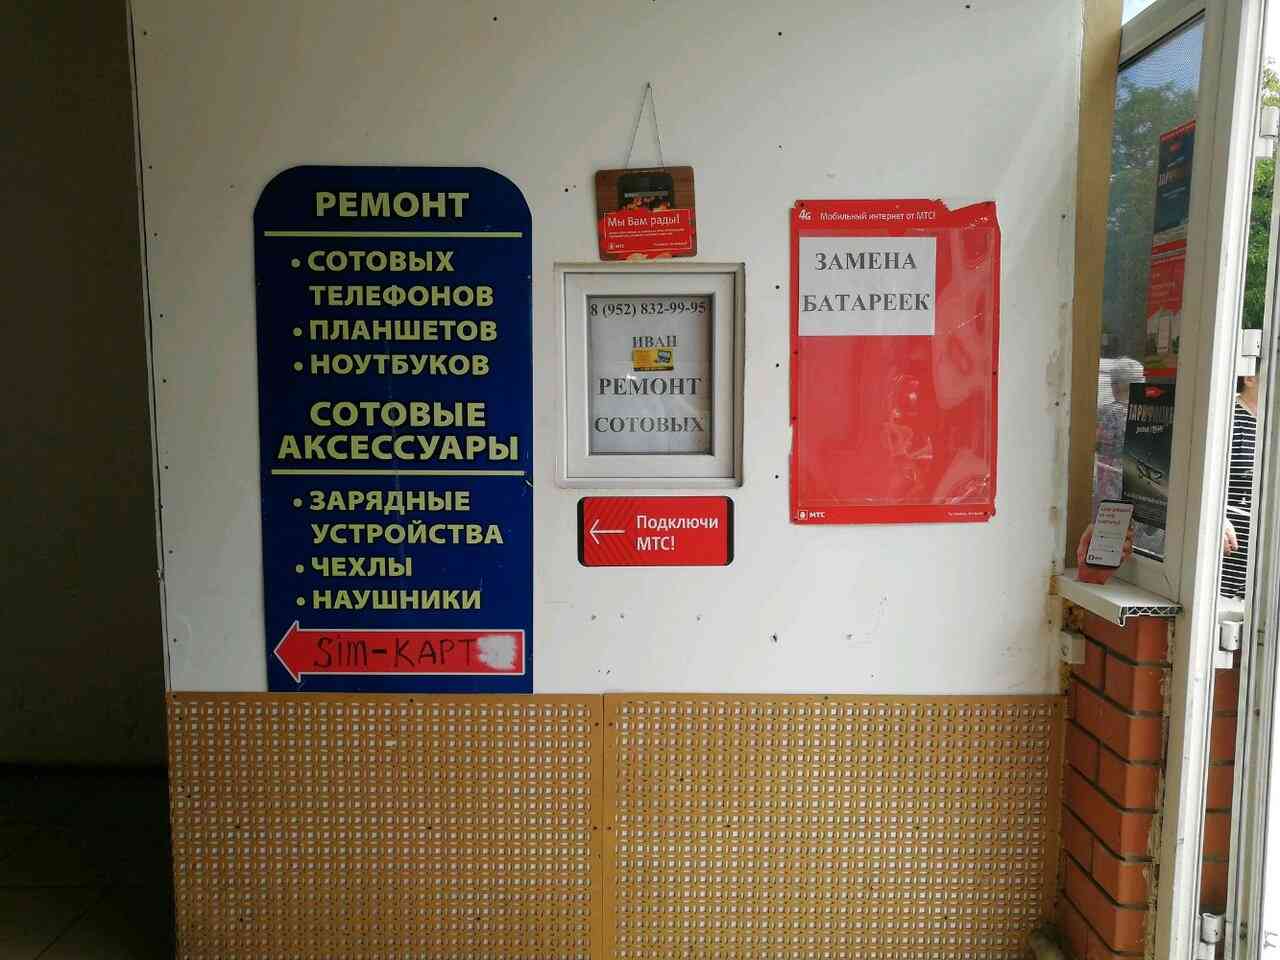 РЕМОНТ
• СОТОВЫХ
ТЕЛЕФОНОВ
• ПЛАНШЕТОВ
• НОУТБУКОВ
СОТОВЫЕ
АКСЕССУАРЫ
• ЗАРЯДНЫЕ
УСТРОЙСТВА
• ЧЕХЛЫ
• НАУШНИКИ
Sim-КАРТ
Мы Вам рады!
МТС
8 (952) 832-99-95
ИВАН
РЕМОНТ
СОТОВЫХ
Подключи
МТС!
4G Мобильный интернет от МТС!
ЗАМЕНА
БАТАРЕЕК
МТС